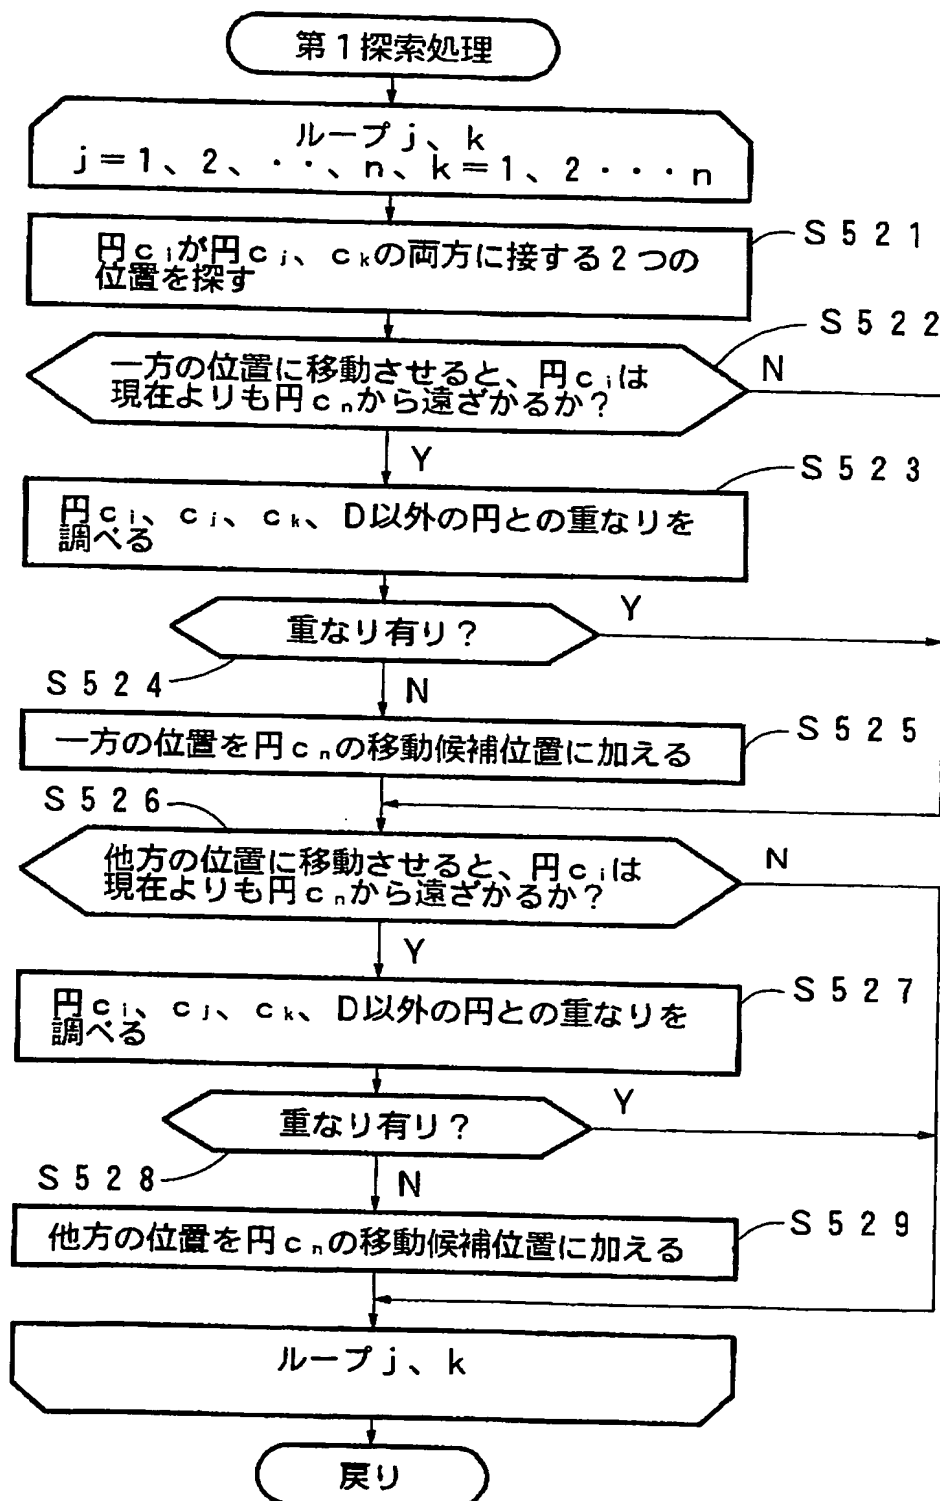 第1探索処理
ループj、k
j＝1、2、・・、n、k＝1、2・・・n
円ciが円cj、ckの両方に接する2つの
位置を探す
S521
S522
一方の位置に移動させると、円ciは
現在よりも円cnから遠ざかるか？
N
Y
S523
円ci、cj、ck、D以外の円との重なりを
調べる
重なり有り？
Y
S524
N
一方の位置を円cnの移動候補位置に加える
S525
S526
他方の位置に移動させると、円ciは
現在よりも円cnから遠ざかるか？
N
Y
円ci、cj、ck、D以外の円との重なりを
調べる
S527
重なり有り？
Y
S528
N
他方の位置を円cnの移動候補位置に加える
S529
ループj、k
戻り